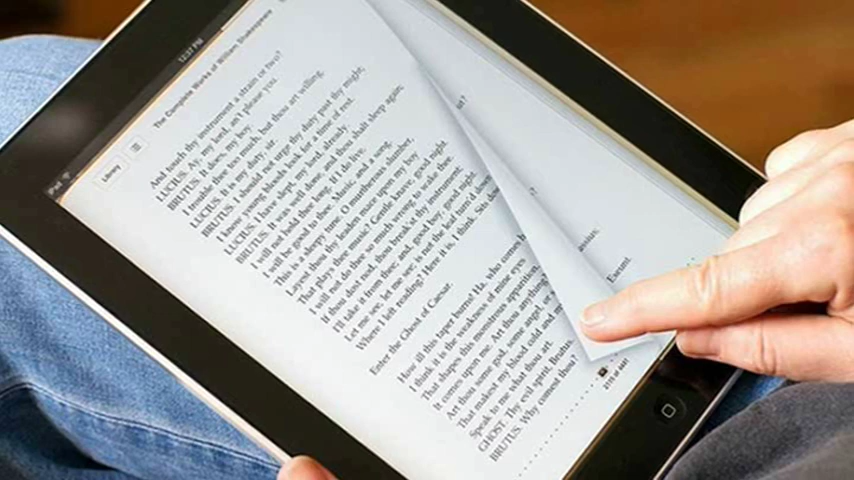 iPad
12:37 PM
Library
The Complete Works of William Shakespeare
And touch thy instrument a strain or two?
LUCIUS. Ay, my lord, an't please you.
BRUTUS. It does, my boy.
I trouble thee too much, but thou art willing.
LUCIUS. It is my duty, sir.
BRUTUS. I should not urge thy duty past thy might;
I know young bloods look for a time of rest.
LUCIUS. I have slept, my lord, already.
BRUTUS. It was well done, and thou shalt sleep again;
I will not hold thee long. If I do live,
I will be good to thee. Music, and a song.
This is a sleepy tune. O murtherous slumber,
Layest thou thy leaden mace upon my boy
That plays thee music? Gentle knave, good night.
I will not do thee so much wrong to wake thee.
If thou dost nod, thou break'st thy instrument;
I'll take it from thee; and, good boy, good night.
Let me see, let me see; is not the leaf turn'd down
Where I left reading? Here it is, I think. Sits
Enter the Ghost of Caesar.
How ill this taper burns! Ha, who comes
I think it is the weakness of mine eyes
That shapes this monstrous apparition.
It comes upon me. Art thou anything?
Art thou some god, some angel, or
That makest my blood cold and
Speak to me what thou art.
GHOST. Thy evil spirit, Brutus.
BRUTUS. Why comest thou?
Exeunt.